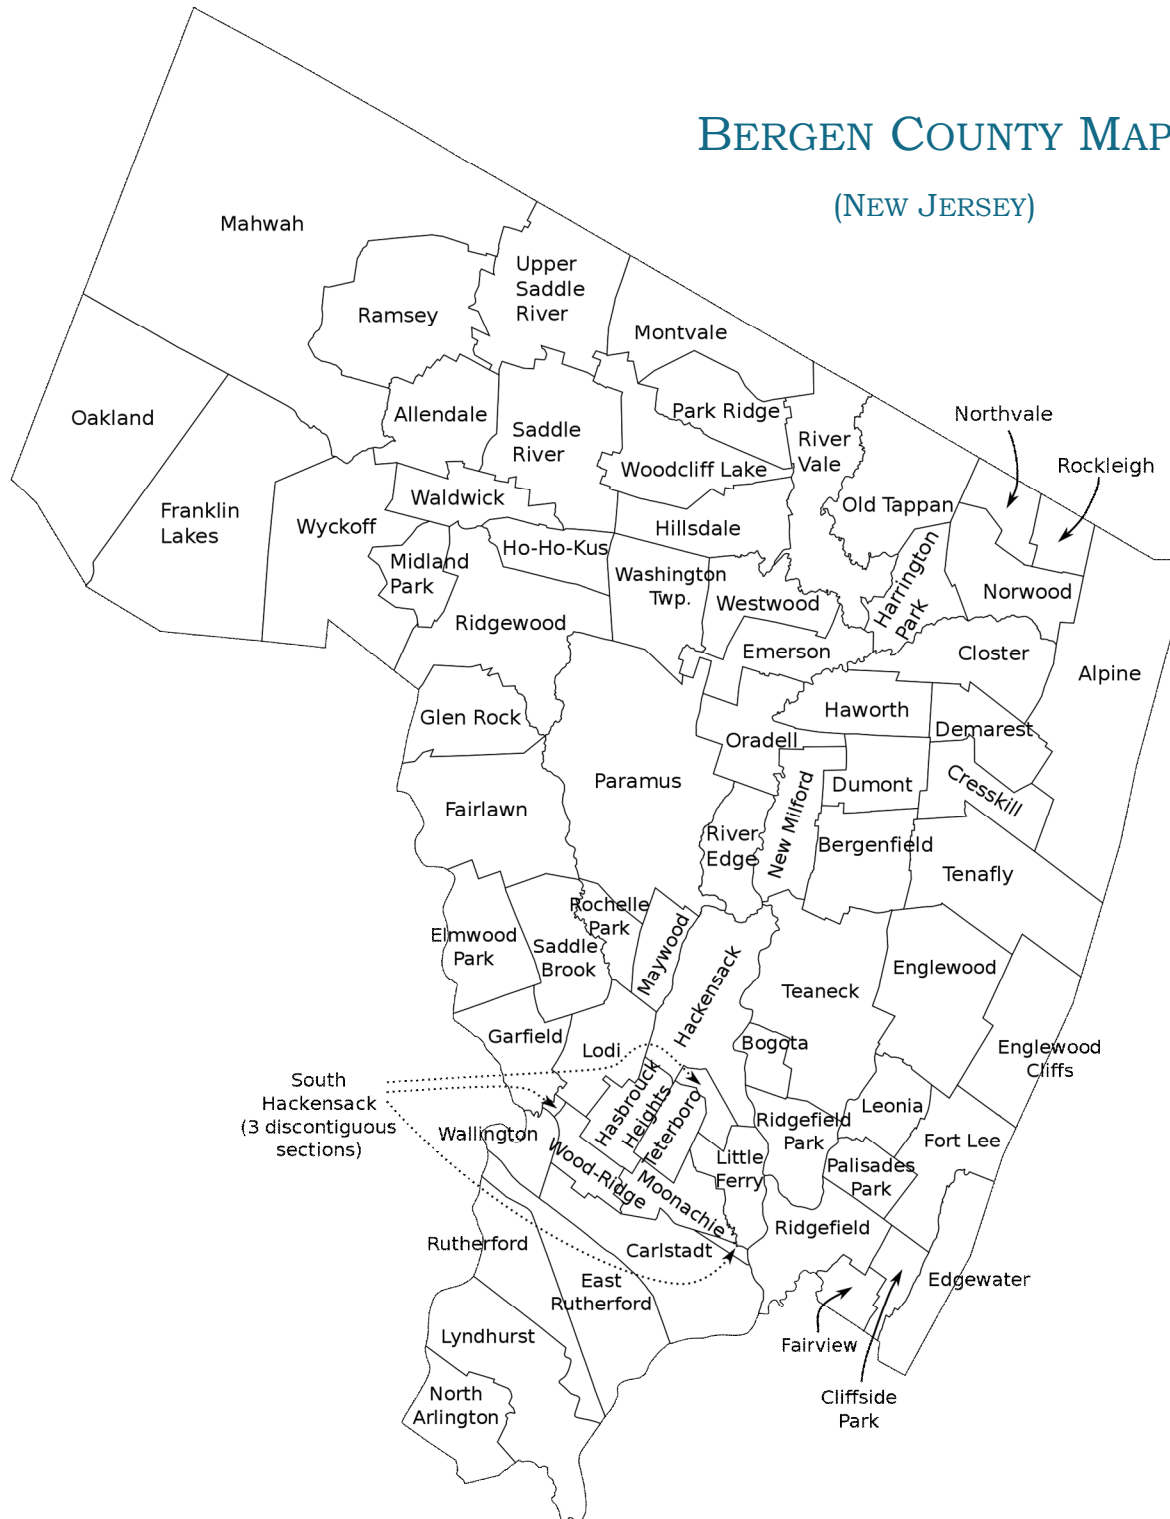 BERGEN COUNTY MAP
(NEW JERSEY)
Mahwah
Upper
Saddle
River
Ramsey
Montvale
Oakland
Allendale
Saddle
River
Park Ridge
Northvale
River
Vale
Rockleigh
Woodcliff Lake
Waldwick
Old Tappan
Franklin
Lakes
Wyckoff
Hillsdale
Ho-Ho-Kus
Midland
Park
Washington
Twp.
Harrington
Park
Norwood
Westwood
Ridgewood
Emerson
Closter
Alpine
Glen Rock
Haworth
Demarest
Oradell
Paramus
Dumont
Cresskill
Fairlawn
New Milford
River
Edge
Bergenfield
Tenafly
Rochelle
Park
Elmwood
Park
Saddle
Brook
Maywood
Hackensack
Englewood
Teaneck
Garfield
Lodi
Bogota
Englewood
Cliffs
South
Hackensack
(3 discontiguous
sections)
Hasbrouck
Heights
Teterboro
Leonia
Ridgefield
Park
Fort Lee
Wallington
Wood-Ridge
Little
Ferry
Palisades
Park
Moonachie
Ridgefield
Rutherford
Carlstadt
East
Rutherford
Edgewater
Lyndhurst
Fairview
North
Arlington
Cliffside
Park